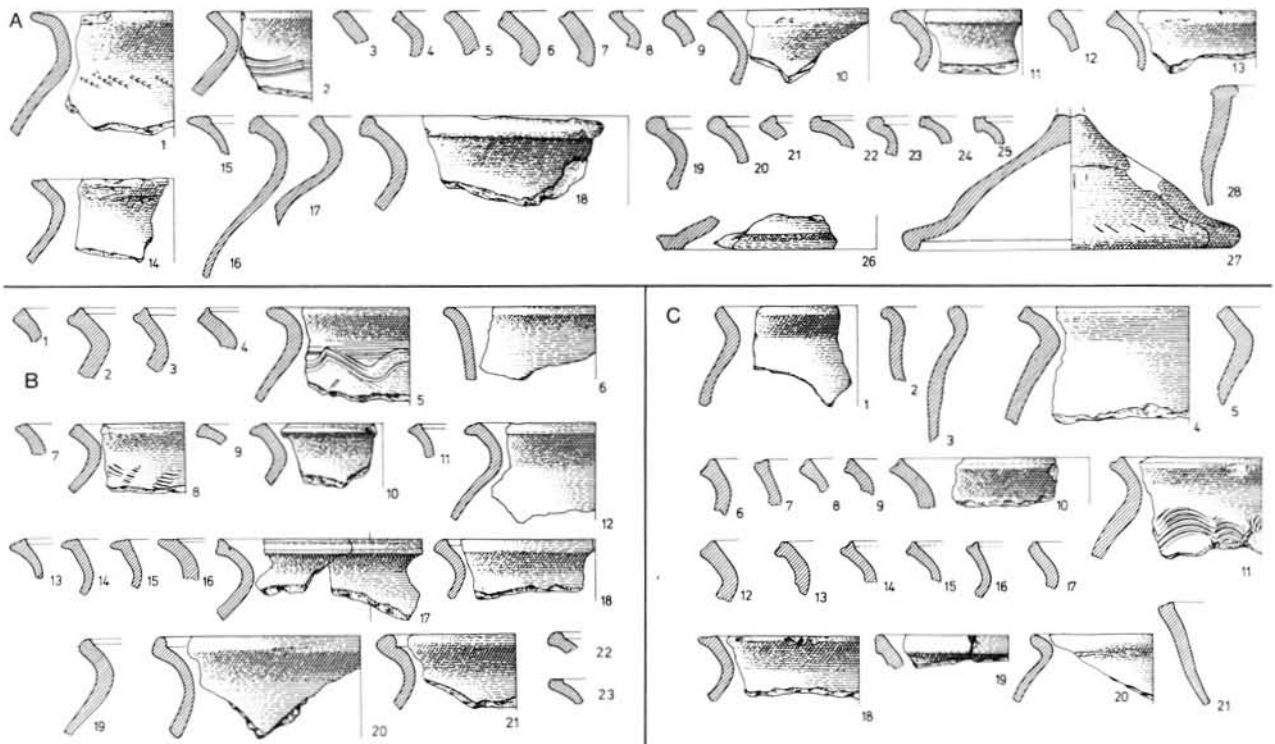 A
1 2 3 4 5 6 7 8 9 10 11 12 13
14 15 16 17 18 19 20 21 22 23 24 25 26 27 28
B
1 2 3 4 5 6
7 8 9 10 11 12
13 14 15 16 17 18
19 20 21 22 23
C
1 2 3 4 5
6 7 8 9 10 11
12 13 14 15 16 17
18 19 20 21